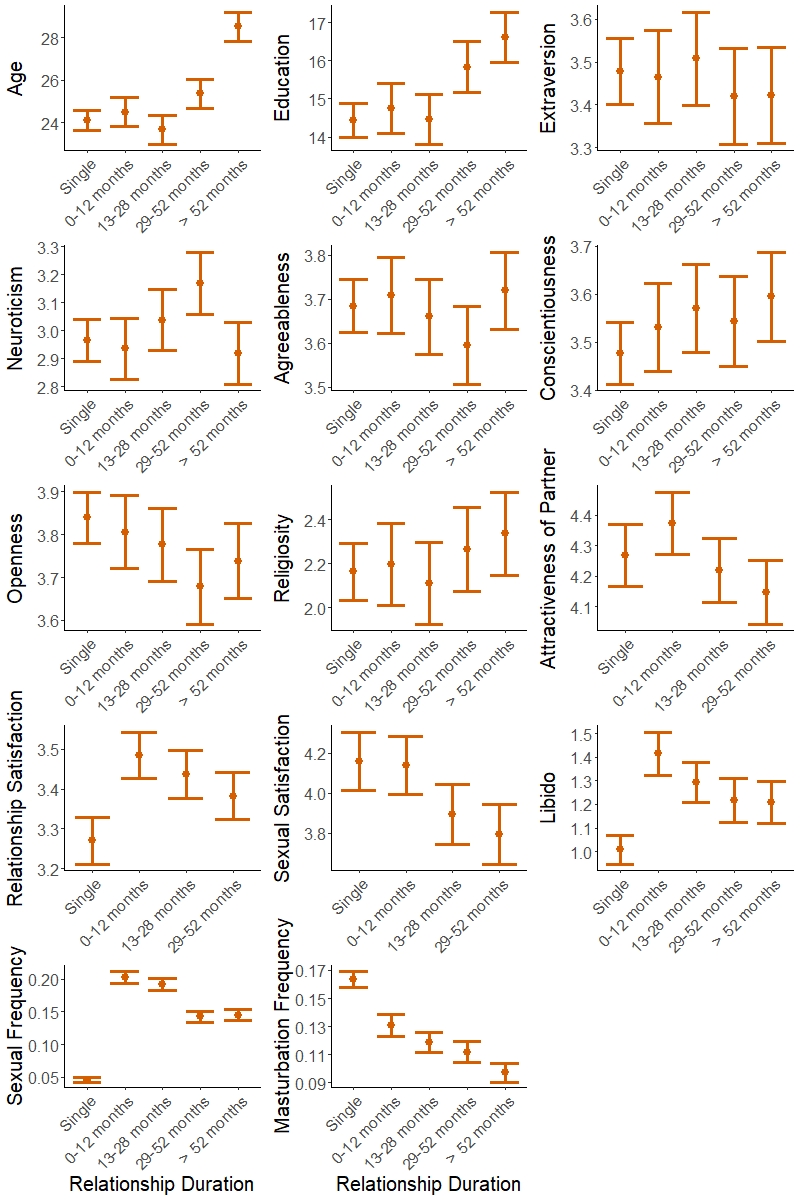 Age
28
26
24
Single
0-12 months
13-28 months
29-52 months
> 52 months
Education
17
16
15
14
Single
0-12 months
13-28 months
29-52 months
> 52 months
Extraversion
3.6
3.5
3.4
3.3
Single
0-12 months
13-28 months
29-52 months
> 52 months
Neuroticism
3.3
3.2
3.1
3.0
2.9
2.8
Single
0-12 months
13-28 months
29-52 months
> 52 months
Agreeableness
3.8
3.7
3.6
3.5
Single
0-12 months
13-28 months
29-52 months
> 52 months
Conscientiousness
3.7
3.6
3.5
3.4
Single
0-12 months
13-28 months
29-52 months
> 52 months
Openness
3.9
3.8
3.7
3.6
Single
0-12 months
13-28 months
29-52 months
> 52 months
Religiosity
2.4
2.2
2.0
Single
0-12 months
13-28 months
29-52 months
> 52 months
Attractiveness of Partner
4.4
4.3
4.2
4.1
Single
0-12 months
13-28 months
29-52 months
Relationship Satisfaction
3.5
3.4
3.3
3.2
Single
0-12 months
13-28 months
29-52 months
Sexual Satisfaction
4.2
4.0
3.8
Single
0-12 months
13-28 months
29-52 months
Libido
1.5
1.4
1.3
1.2
1.1
1.0
Single
0-12 months
13-28 months
29-52 months
> 52 months
Sexual Frequency
0.20
0.15
0.10
0.05
Single
0-12 months
13-28 months
29-52 months
> 52 months
Relationship Duration
Masturbation Frequency
0.17
0.15
0.13
0.11
0.09
Single
0-12 months
13-28 months
29-52 months
> 52 months
Relationship Duration